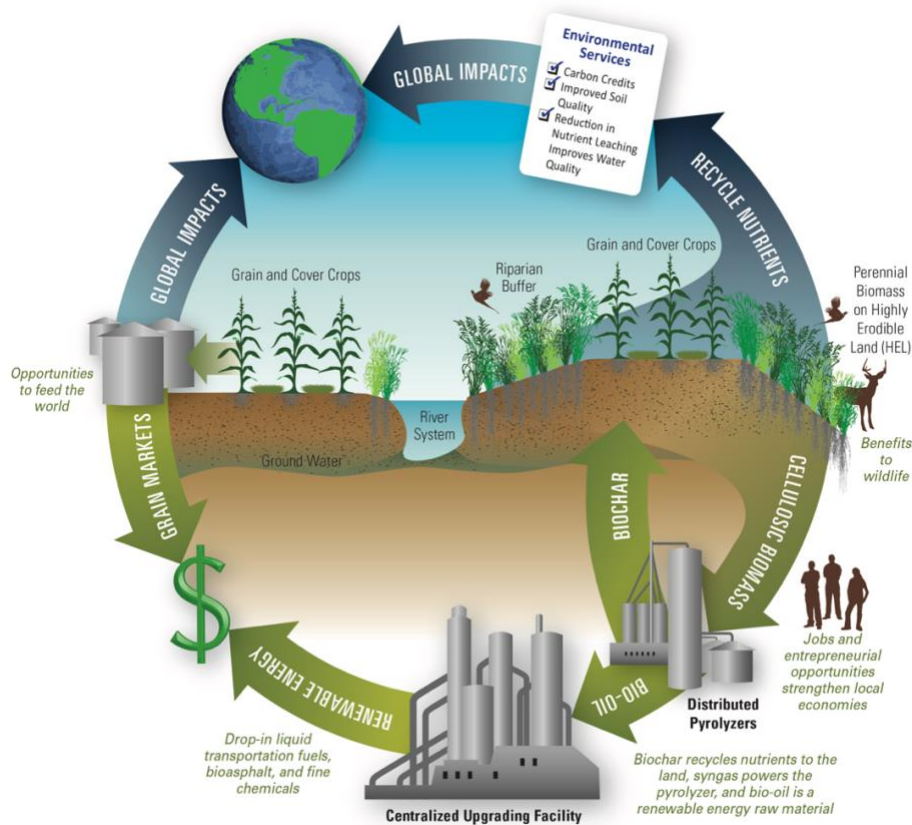 Environmental
Services
Carbon Credits
Improved Soil
Quality
Reduction in
Nutrient Leaching
Improves Water
Quality
GLOBAL IMPACTS
RECYCLE NUTRIENTS
GLOBAL IMPACTS
Grain and Cover Crops
Riparian
Buffer
Grain and Cover Crops
Perennial
Biomass
on Highly
Erodible
Land (HEL)
Opportunities
to feed the
world
River
System
Ground Water
Benefits
to
wildlife
GRAIN MARKETS
BIOCHAR
CELLULOSIC BIOMASS
$
Jobs and
entrepreneurial
opportunities
strengthen local
economies
RENEWABLE ENERGY
BIO-OIL
Distributed
Pyrolyzers
Drop-in liquid
transportation fuels,
bioasphalt, and fine
chemicals
Biochar recycles nutrients to the
land, syngas powers the
pyrolyzer, and bio-oil is a
renewable energy raw material
Centralized Upgrading Facility